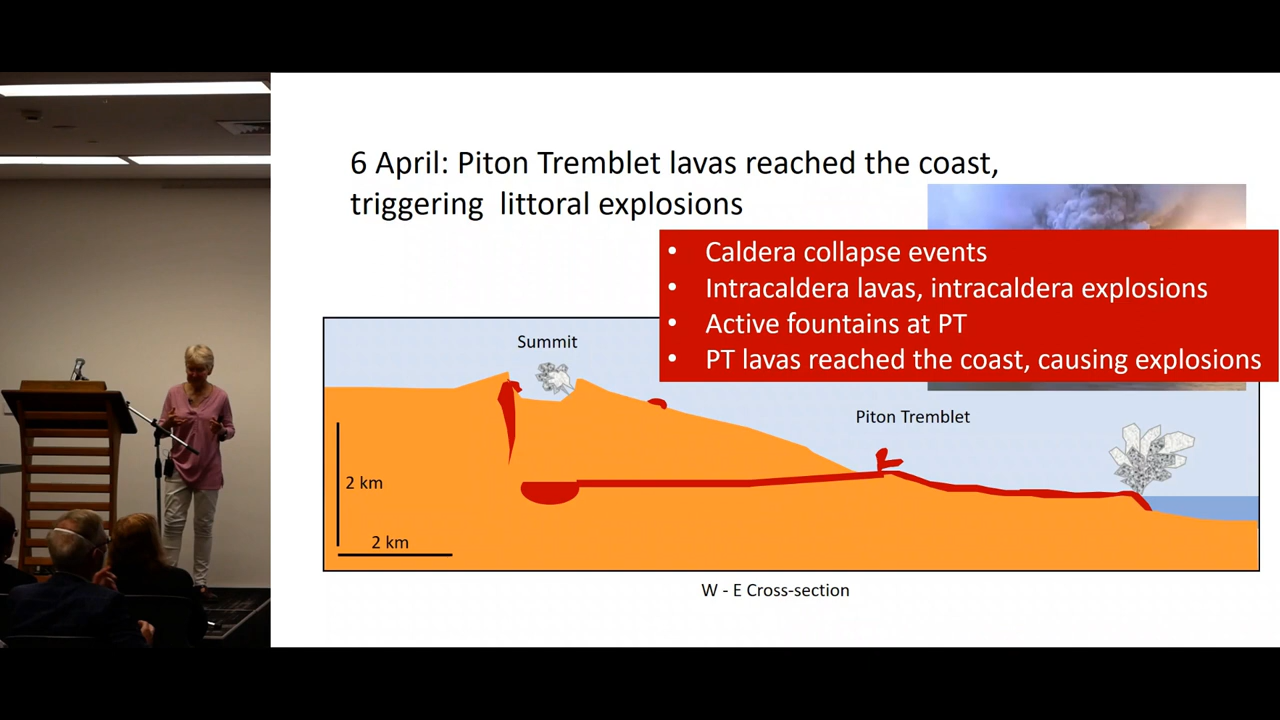 6 April: Piton Tremblet lavas reached the coast,
triggering littoral explosions
• Caldera collapse events
• Intracaldera lavas, intracaldera explosions
• Active fountains at PT
• PT lavas reached the coast, causing explosions
Summit
Piton Tremblet
2 km
2 km
W - E Cross-section